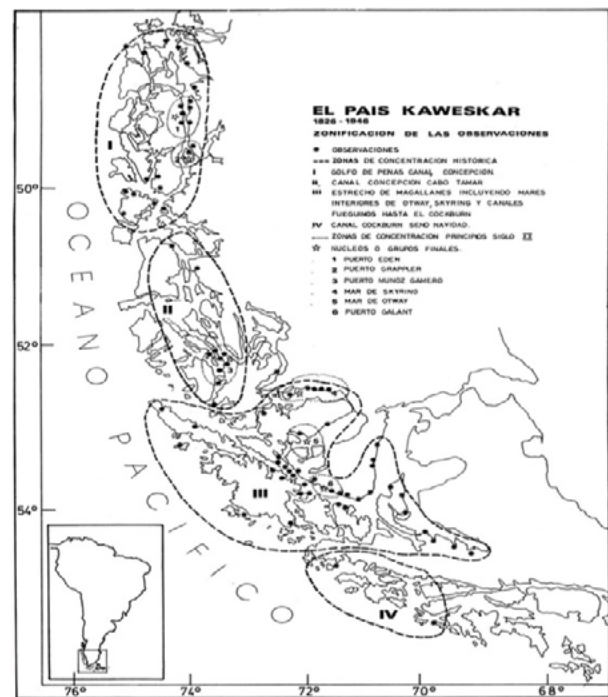 EL PAIS KAWESKAR
1826-1946
ZONIFICACION DE LAS OBSERVACIONES
OBSERVACIONES
ZONAS DE CONCENTRACION HISTORICA
I GOLFO DE PENAS CANAL CONCEPCION
II CANAL CONCEPCION CABO TAMAR
III ESTRECHO DE MAGALLANES INCLUYENDO MARES
INTERIORES DE OTWAY, SKYRING Y CANALES
FUEGUINOS HASTA EL COCKBURN
IV CANAL COCKBURN SENO NAVIDAD.
ZONAS DE CONCENTRACION PRINCIPIOS SIGLO II
NUCLEOS O GRUPOS FINALES.
1 PUERTO EDEN
2 PUERTO GRAPPLER
3 PUERTO MUÑOZ GAMERO
4 MAR DE SKYRING
5 MAR DE OTWAY
6 PUERTO GALANT
I
50°
II
52°
III
54°
IV
OCEANO PACIFICO
76° 74° 72° 70° 68°